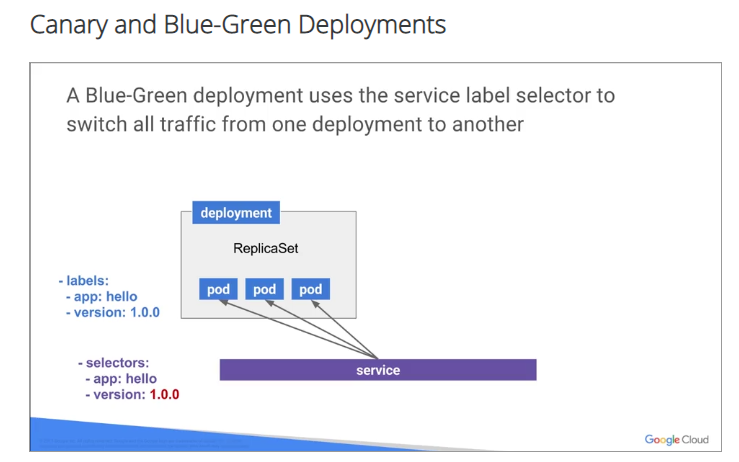 Canary and Blue-Green Deployments
A Blue-Green deployment uses the service label selector to
switch all traffic from one deployment to another
deployment
ReplicaSet
pod pod pod
- labels:
- app: hello
- version: 1.0.0
- selectors:
- app: hello
- version: 1.0.0
service
Google Cloud